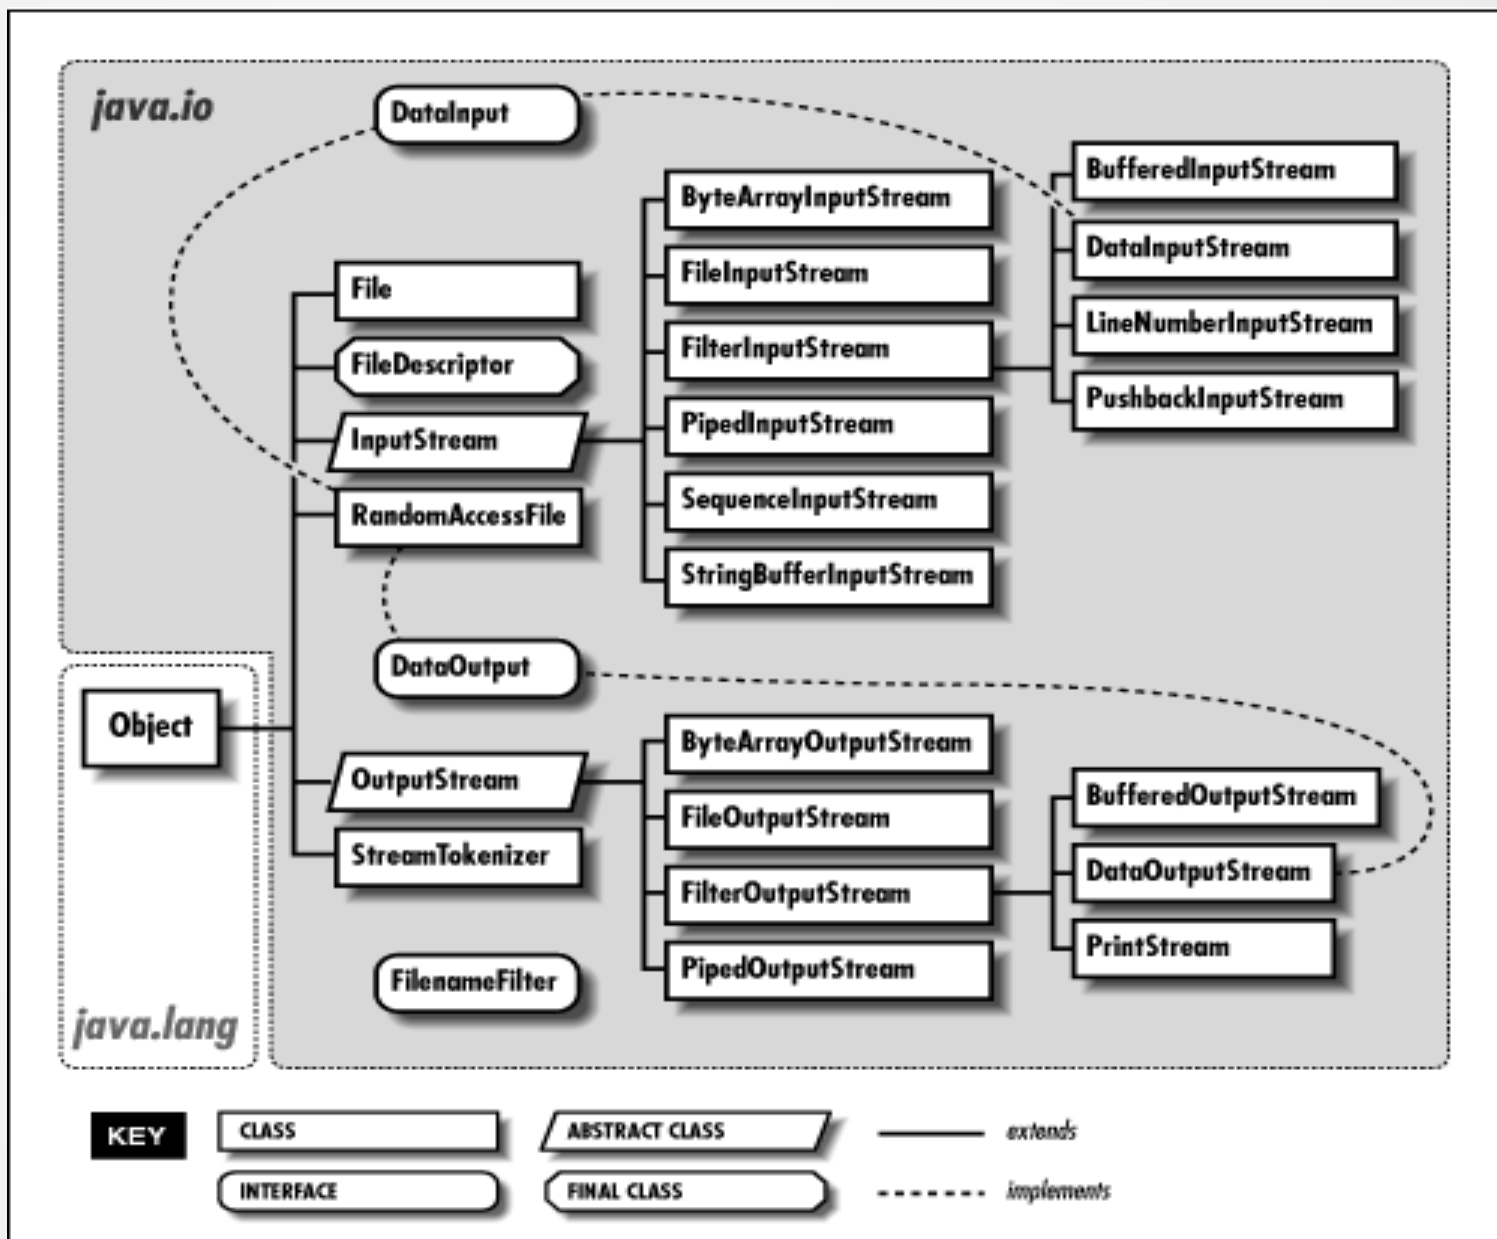 java.io
DataInput
File
FileDescriptor
InputStream
RandomAccessFile
DataOutput
Object
OutputStream
StreamTokenizer
FilenameFilter
java.lang
ByteArrayInputStream
FileInputStream
FilterInputStream
PipedInputStream
SequenceInputStream
StringBufferInputStream
BufferedInputStream
DataInputStream
LineNumberInputStream
PushbackInputStream
ByteArrayOutputStream
FileOutputStream
FilterOutputStream
PipedOutputStream
BufferedOutputStream
DataOutputStream
PrintStream
KEY
CLASS
ABSTRACT CLASS
extends
INTERFACE
FINAL CLASS
implements